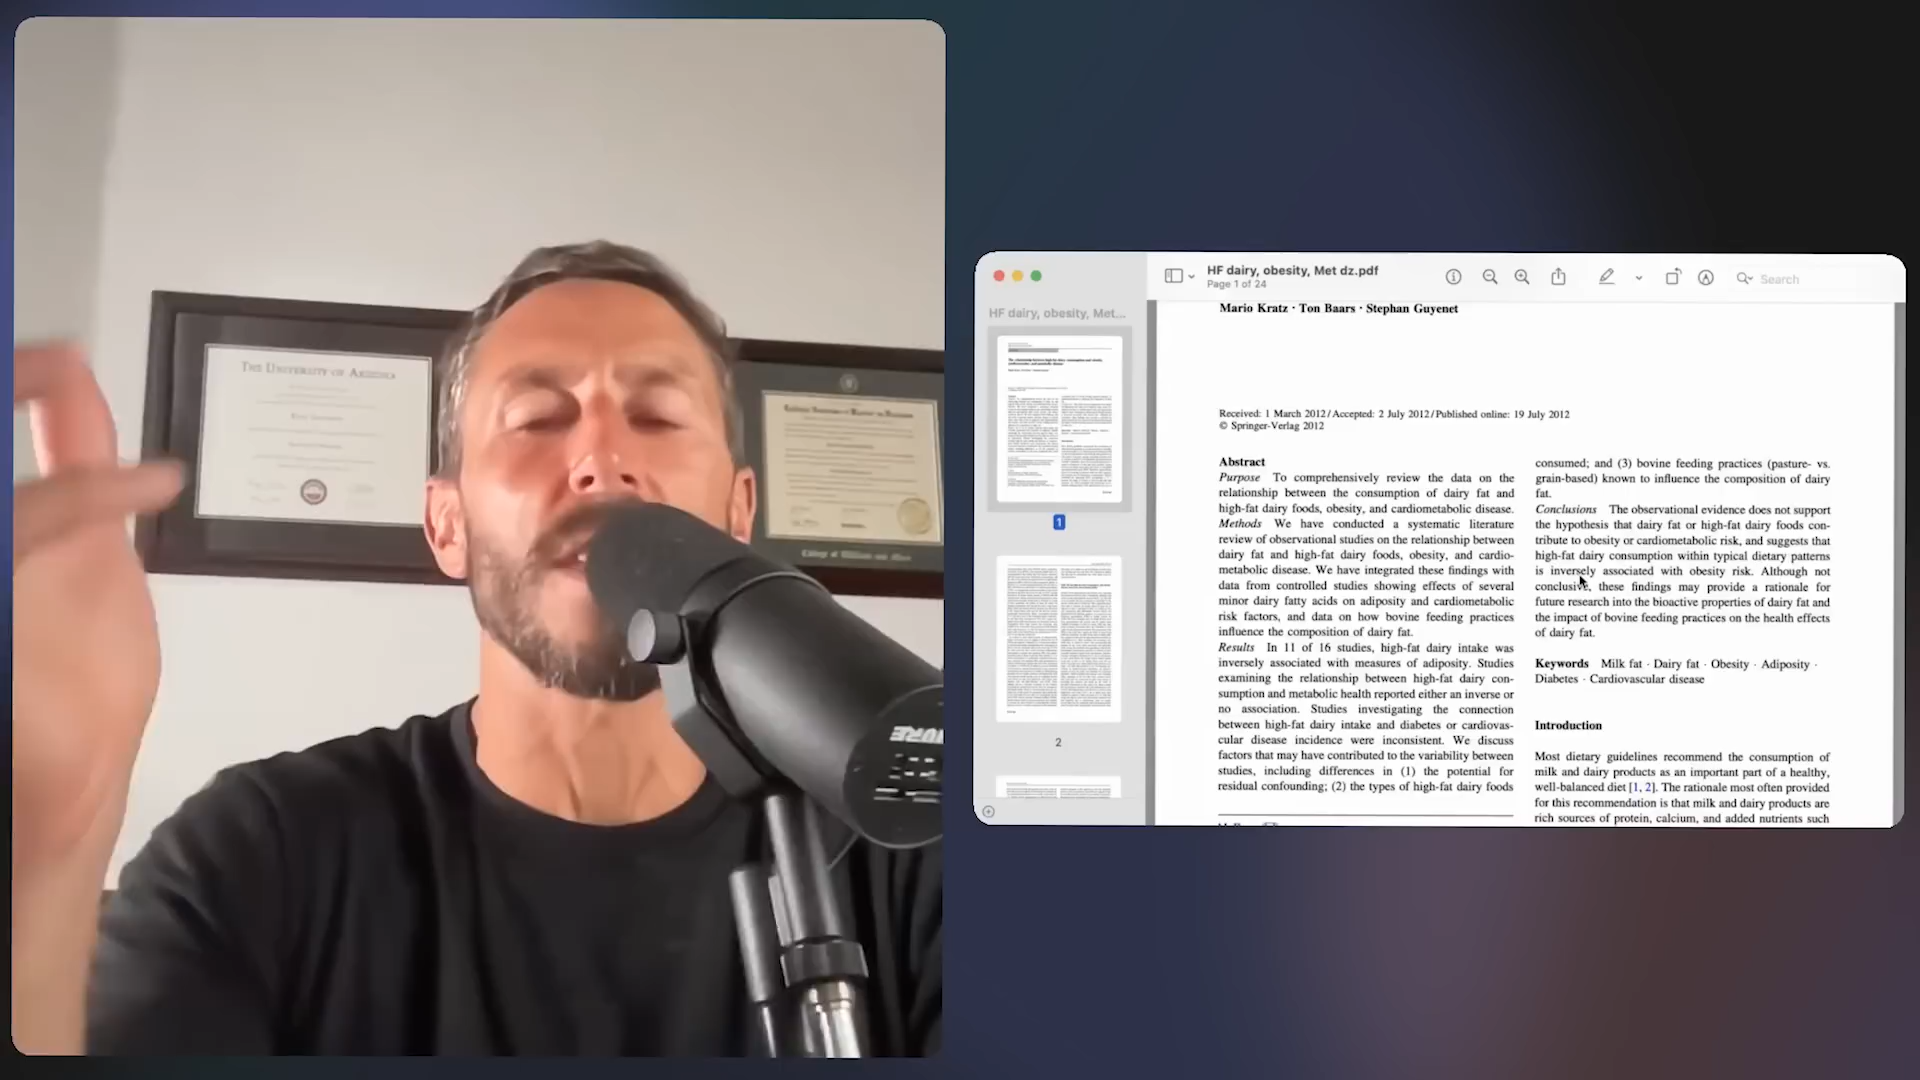 THE UNIVERSITY OF ARIZONA
College of William and Mary
HF dairy, obesity, Met dz.pdf
Page 1 of 24
Search
HF dairy, obesity, Met...
1
2
Mario Kratz · Ton Baars · Stephan Guyenet
Received: 1 March 2012 / Accepted: 2 July 2012 / Published online: 19 July 2012
© Springer-Verlag 2012
Abstract
Purpose To comprehensively review the data on the
relationship between the consumption of dairy fat and
high-fat dairy foods, obesity, and cardiometabolic disease.
Methods We have conducted a systematic literature
review of observational studies on the relationship between
dairy fat and high-fat dairy foods, obesity, and cardio-
metabolic disease. We have integrated these findings with
data from controlled studies showing effects of several
minor dairy fatty acids on adiposity and cardiometabolic
risk factors, and data on how bovine feeding practices
influence the composition of dairy fat.
Results In 11 of 16 studies, high-fat dairy intake was
inversely associated with measures of adiposity. Studies
examining the relationship between high-fat dairy con-
sumption and metabolic health reported either an inverse or
no association. Studies investigating the connection
between high-fat dairy intake and diabetes or cardiovas-
cular disease incidence were inconsistent. We discuss
factors that may have contributed to the variability between
studies, including differences in (1) the potential for
residual confounding; (2) the types of high-fat dairy foods
consumed; and (3) bovine feeding practices (pasture- vs.
grain-based) known to influence the composition of dairy
fat.
Conclusions The observational evidence does not support
the hypothesis that dairy fat or high-fat dairy foods con-
tribute to obesity or cardiometabolic risk, and suggests that
high-fat dairy consumption within typical dietary patterns
is inversely associated with obesity risk. Although not
conclusive, these findings may provide a rationale for
future research into the bioactive properties of dairy fat and
the impact of bovine feeding practices on the health effects
of dairy fat.
Keywords Milk fat · Dairy fat · Obesity · Adiposity ·
Diabetes · Cardiovascular disease
Introduction
Most dietary guidelines recommend the consumption of
milk and dairy products as an important part of a healthy,
well-balanced diet [1, 2]. The rationale most often provided
for this recommendation is that milk and dairy products are
rich sources of protein, calcium, and added nutrients such